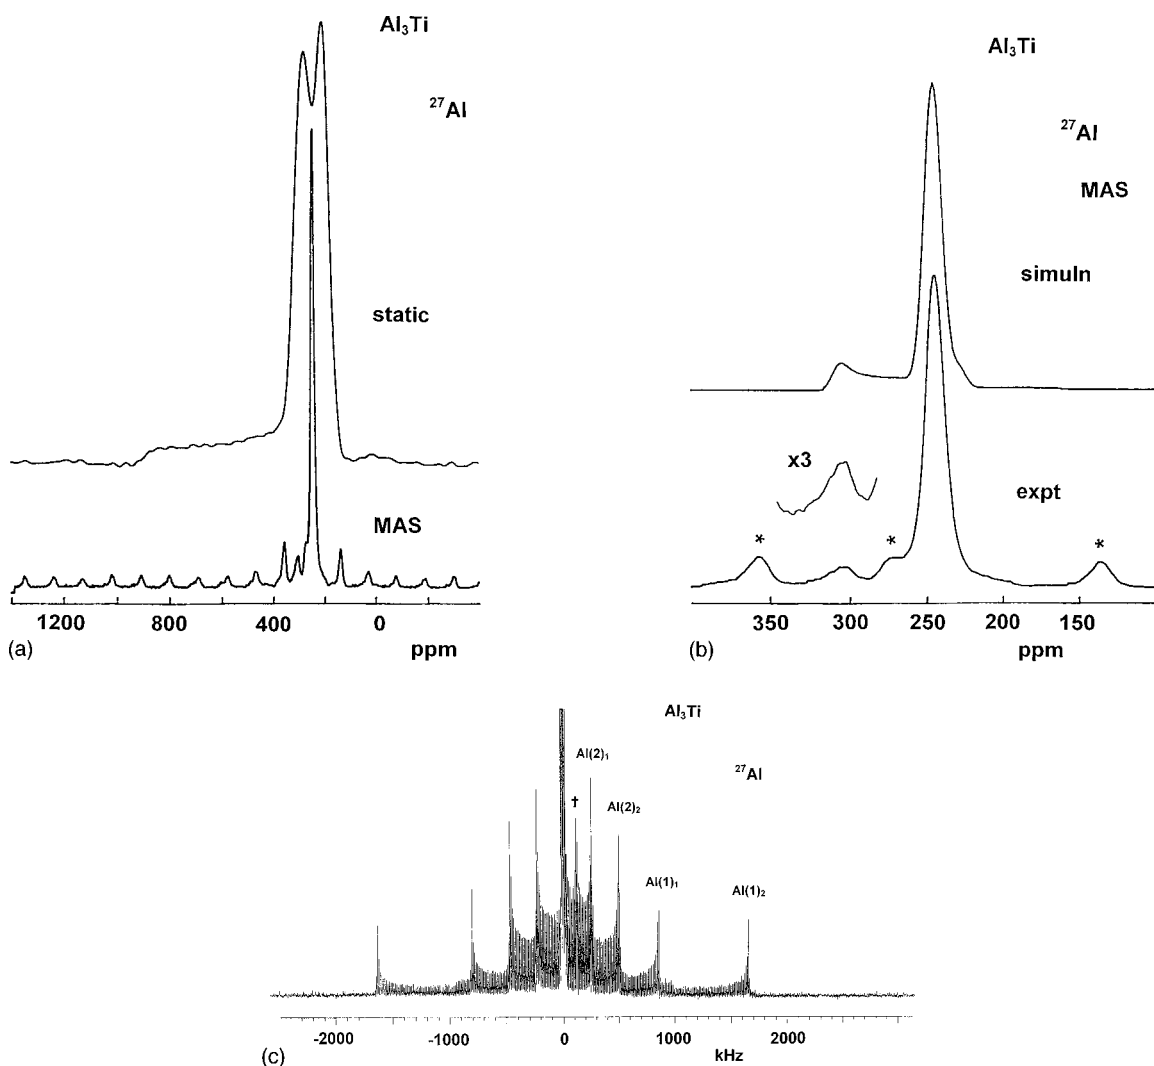 Al₃Ti
²⁷Al
static
MAS
1200 800 400 0
ppm
(a)
Al₃Ti
²⁷Al
MAS
simuln
x3
expt
* * *
350 300 250 200 150
ppm
(b)
Al₃Ti
²⁷Al
Al(2)₁
†
Al(2)₂
Al(1)₁
Al(1)₂
-2000 -1000 0 1000 2000
kHz
(c)